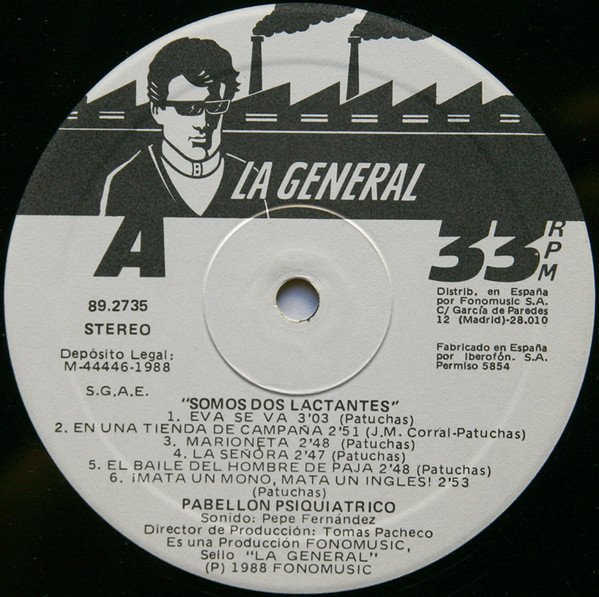 LA GENERAL
A
33 RPM
89.2735
STEREO
Depósito Legal:
M-44446-1988
S.G.A.E.
Distrib. en España
por Fonomusic S.A.
C/ García de Paredes
12 (Madrid)-28.010
Fabricado en España
por Iberofón. S.A.
Permiso 5854
"SOMOS DOS LACTANTES"
1. EVA SE VA 3'03 (Patuchas)
2. EN UNA TIENDA DE CAMPAÑA 2'51 (J.M. Corral-Patuchas)
3. MARIONETA 2'48 (Patuchas)
4. LA SEÑORA 2'47 (Patuchas)
5. EL BAILE DEL HOMBRE DE PAJA 2'48 (Patuchas)
6. ¡MATA UN MONO, MATA UN INGLES! 2'53
(Patuchas)
PABELLON PSIQUIATRICO
Sonido: Pepe Fernández
Director de Producción: Tomas Pacheco
Es una Producción FONOMUSIC,
Sello "LA GENERAL"
(P) 1988 FONOMUSIC